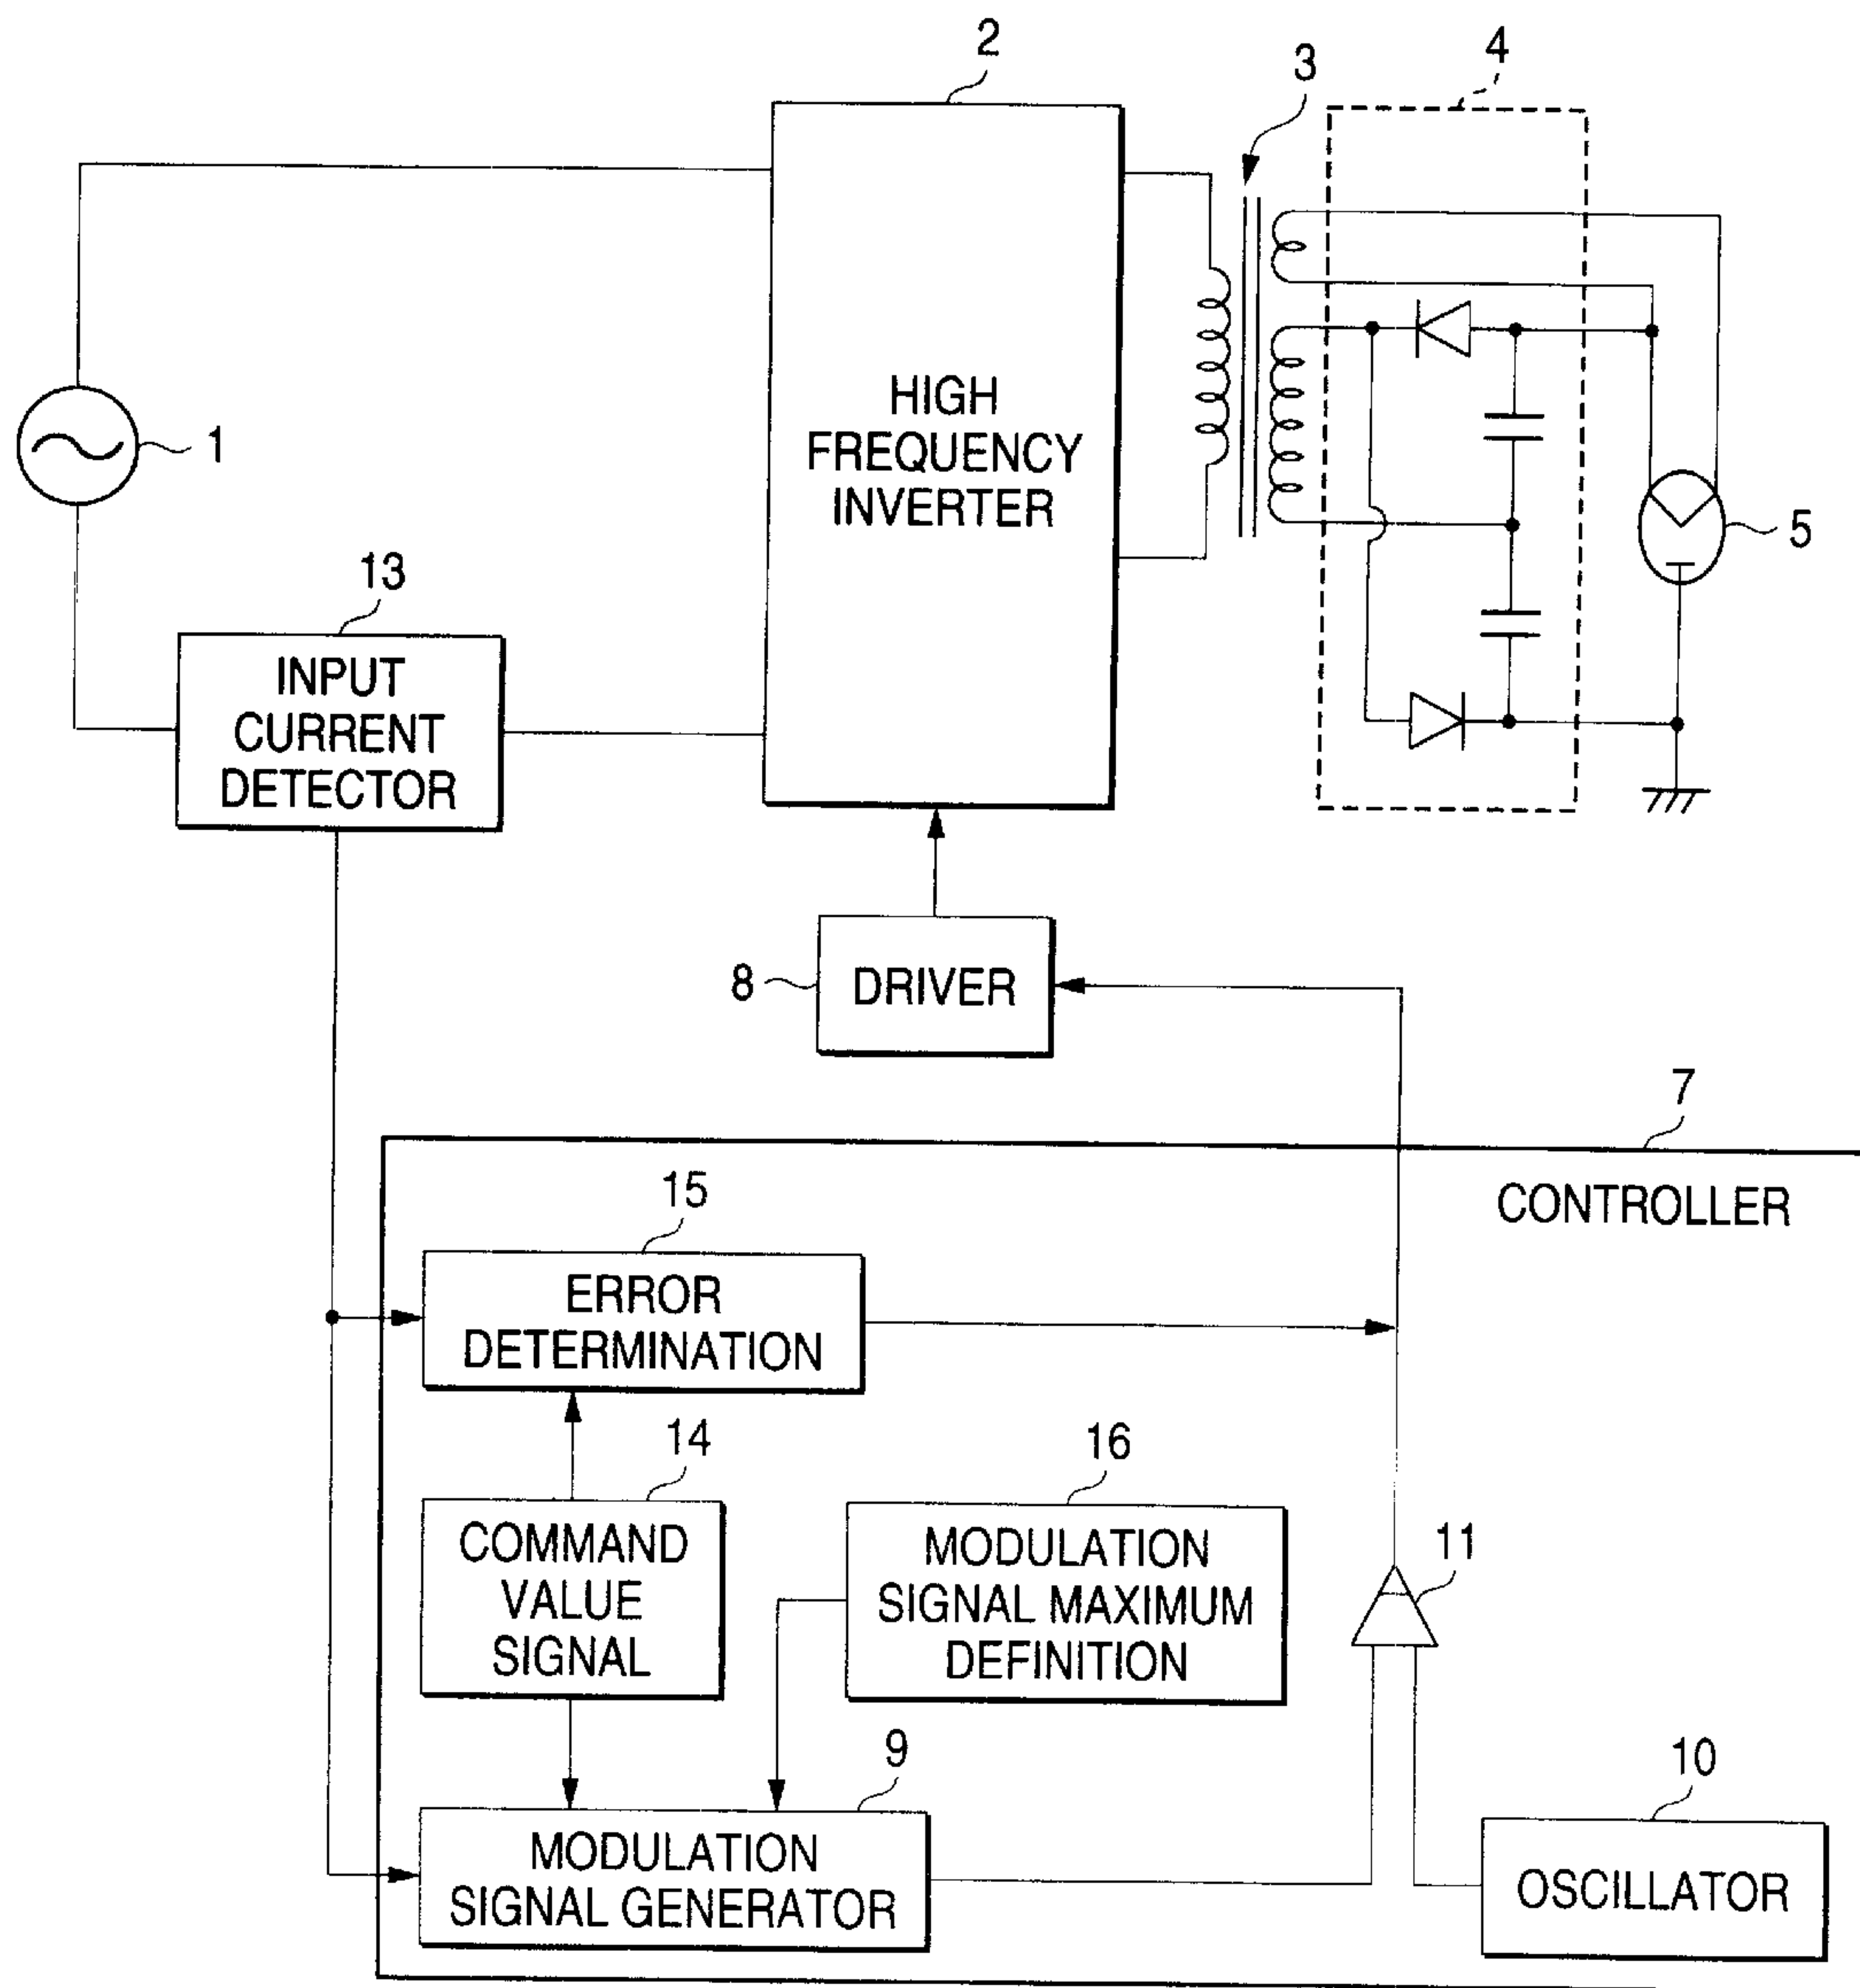 2
3
4
HIGH
FREQUENCY
INVERTER
1
5
13
INPUT
CURRENT
DETECTOR
8
DRIVER
7
CONTROLLER
15
ERROR
DETERMINATION
14
COMMAND
VALUE
SIGNAL
16
MODULATION
SIGNAL MAXIMUM
DEFINITION
11
9
MODULATION
SIGNAL GENERATOR
10
OSCILLATOR